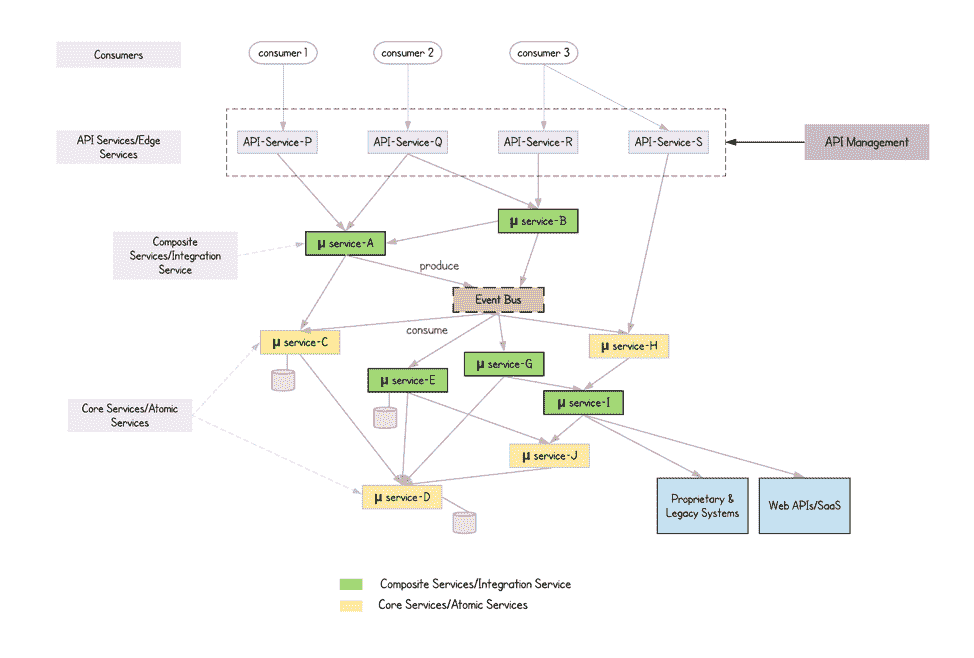 consumer 1
consumer 2
consumer 3
Consumers
API Services/Edge
Services
API-Service-P
API-Service-Q
API-Service-R
API-Service-S
API Management
μ service-B
μ service-A
Composite
Services/Integration
Service
produce
Event Bus
consume
μ service-C
μ service-H
μ service-G
μ service-E
μ service-I
Core Services/Atomic
Services
μ service-J
μ service-D
Proprietary &
Legacy Systems
Web APIs/SaaS
Composite Services/Integration Service
Core Services/Atomic Services